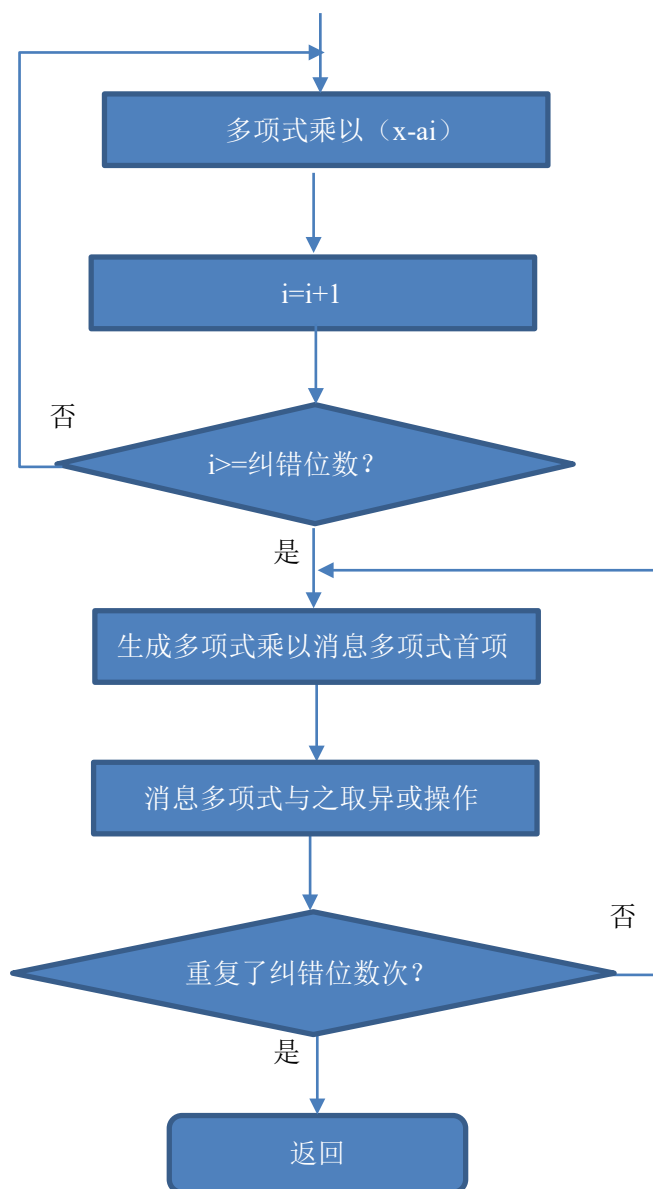 多项式乘以（x-ai）
i=i+1
否
i>=纠错位数？
是
生成多项式乘以消息多项式首项
消息多项式与之取异或操作
否
重复了纠错位数次？
是
返回